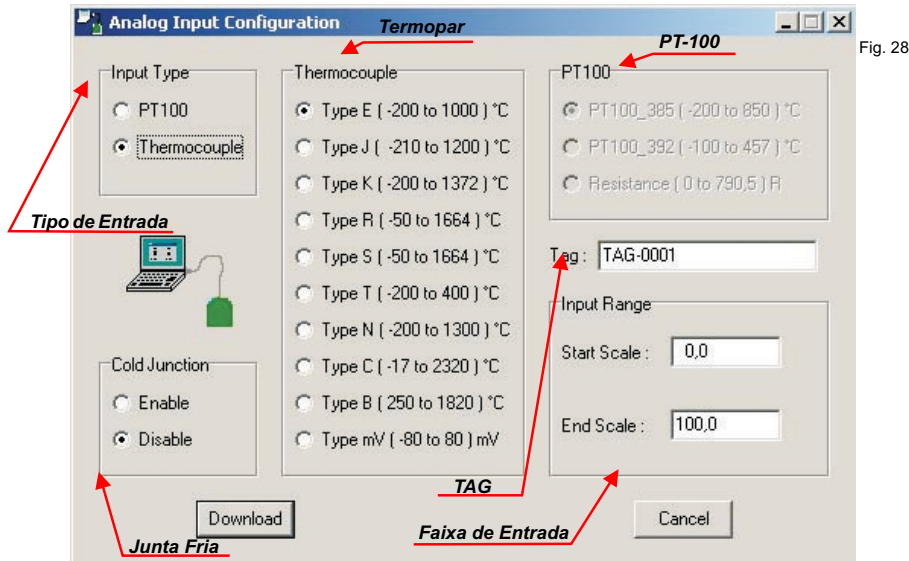 Analog Input Configuration
Termopar
PT-100
Fig. 28
Input Type
PT100
Thermocouple
Tipo de Entrada
Cold Junction
Enable
Disable
Thermocouple
Type E ( -200 to 1000 ) °C
Type J ( -210 to 1200 ) °C
Type K ( -200 to 1372 ) °C
Type R ( -50 to 1664 ) °C
Type S ( -50 to 1664 ) °C
Type T ( -200 to 400 ) °C
Type N ( -200 to 1300 ) °C
Type C ( -17 to 2320 ) °C
Type B ( 250 to 1820 ) °C
Type mV ( -80 to 80 ) mV
PT100
PT100_385 ( -200 to 850 ) °C
PT100_392 ( -100 to 457 ) °C
Resistance ( 0 to 790,5 ) R
Tag : TAG-0001
Input Range
Start Scale : 0,0
End Scale : 100,0
TAG
Download
Junta Fria
Faixa de Entrada
Cancel